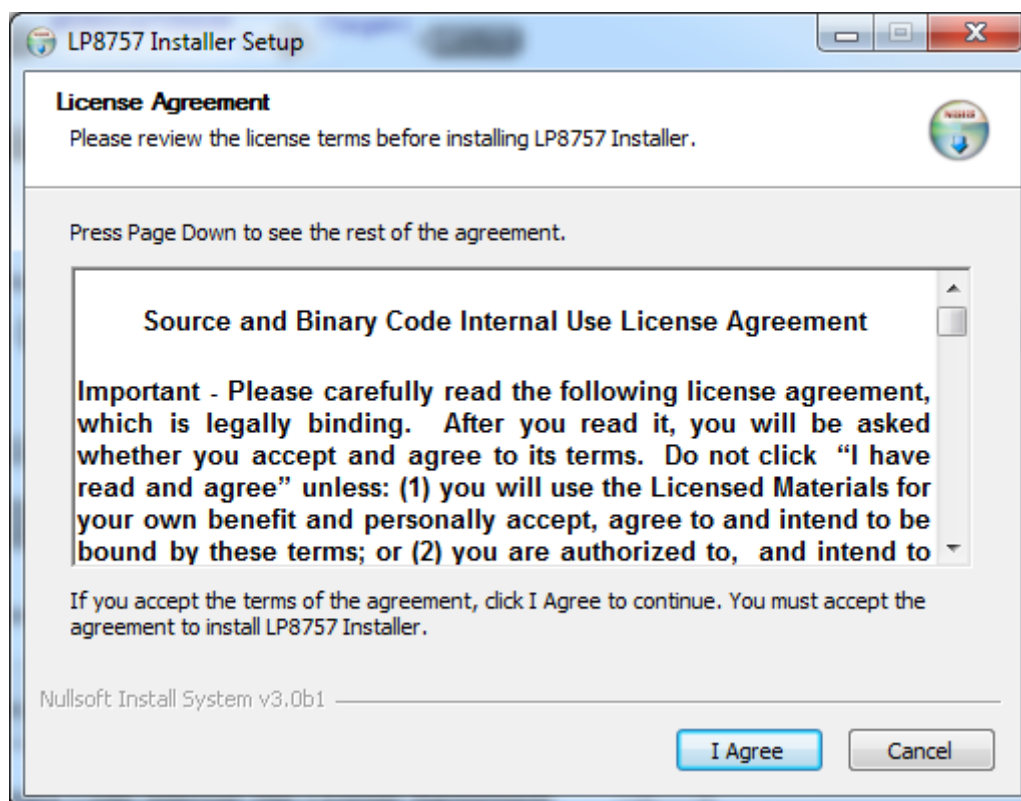 LP8757 Installer Setup
License Agreement
Please review the license terms before installing LP8757 Installer.
Press Page Down to see the rest of the agreement.
Source and Binary Code Internal Use License Agreement
Important - Please carefully read the following license agreement,
which is legally binding.  After you read it, you will be asked
whether you accept and agree to its terms.  Do not click  “I have
read and agree” unless: (1) you will use the Licensed Materials for
your own benefit and personally accept, agree to and intend to be
bound by these terms; or (2) you are authorized to,  and intend to
If you accept the terms of the agreement, click I Agree to continue. You must accept the
agreement to install LP8757 Installer.
Nullsoft Install System v3.0b1
I Agree
Cancel